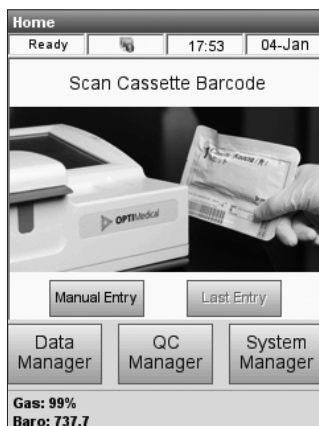 Home
Ready 17:53 04-Jan
Scan Cassette Barcode
OPTIMedical
Manual Entry Last Entry
Data Manager QC Manager System Manager
Gas: 99%
Baro: 737.7